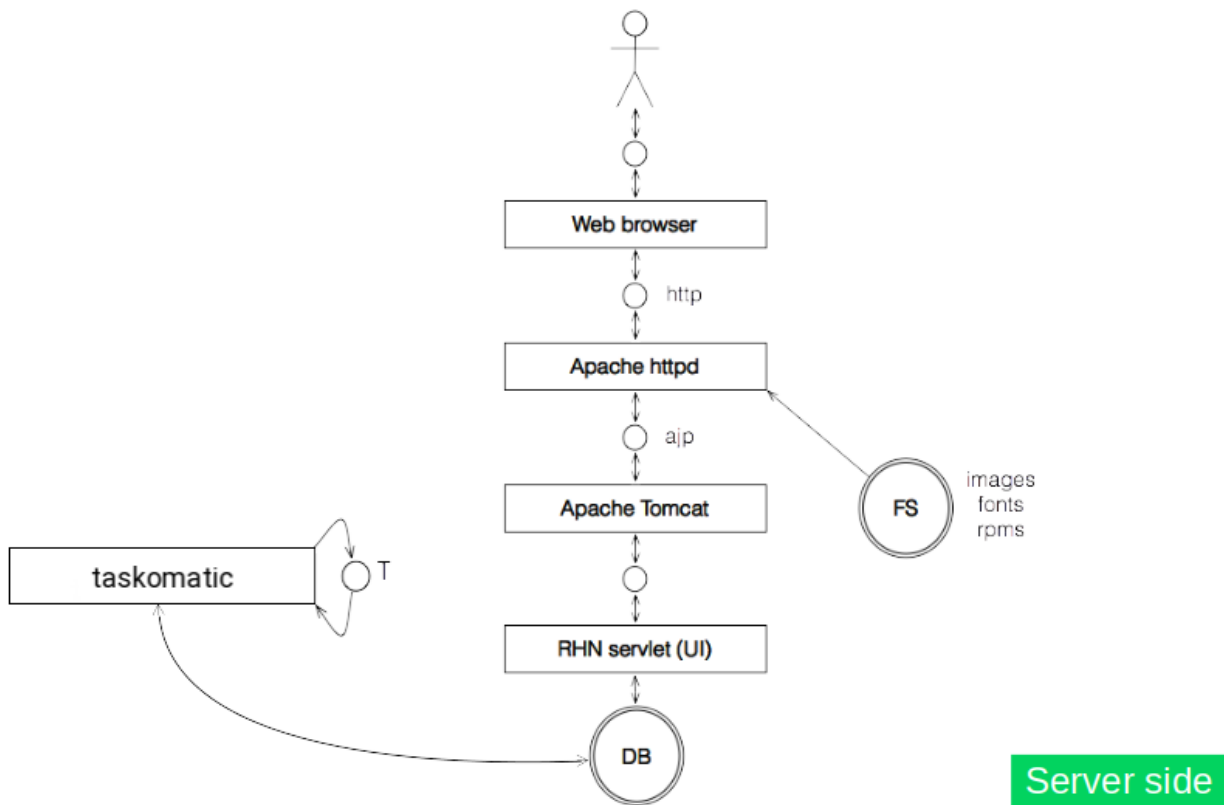 Web browser
http
Apache httpd
ajp
Apache Tomcat
FS
images
fonts
rpms
taskomatic
T
RHN servlet (UI)
DB
Server side